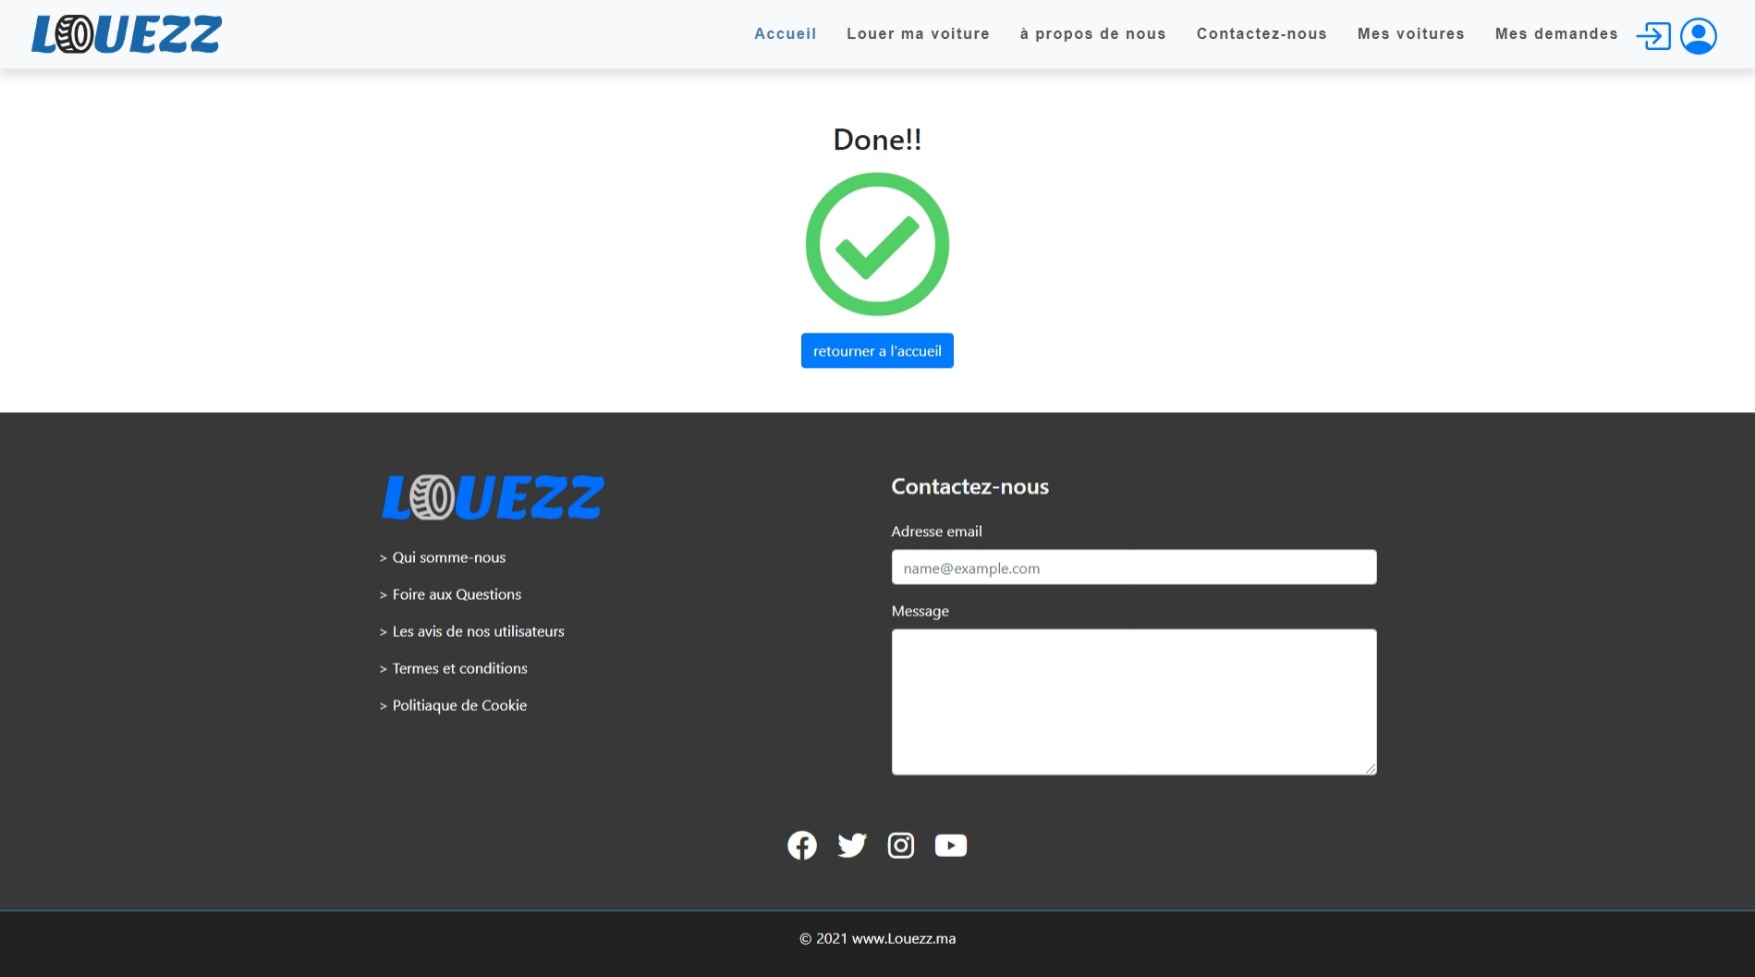 LOUEZZ
Accueil
Louer ma voiture
à propos de nous
Contactez-nous
Mes voitures
Mes demandes
Done!!
retourner a l'accueil
LOUEZZ
> Qui somme-nous
> Foire aux Questions
> Les avis de nos utilisateurs
> Termes et conditions
> Politiaque de Cookie
Contactez-nous
Adresse email
name@example.com
Message
© 2021 www.Louezz.ma